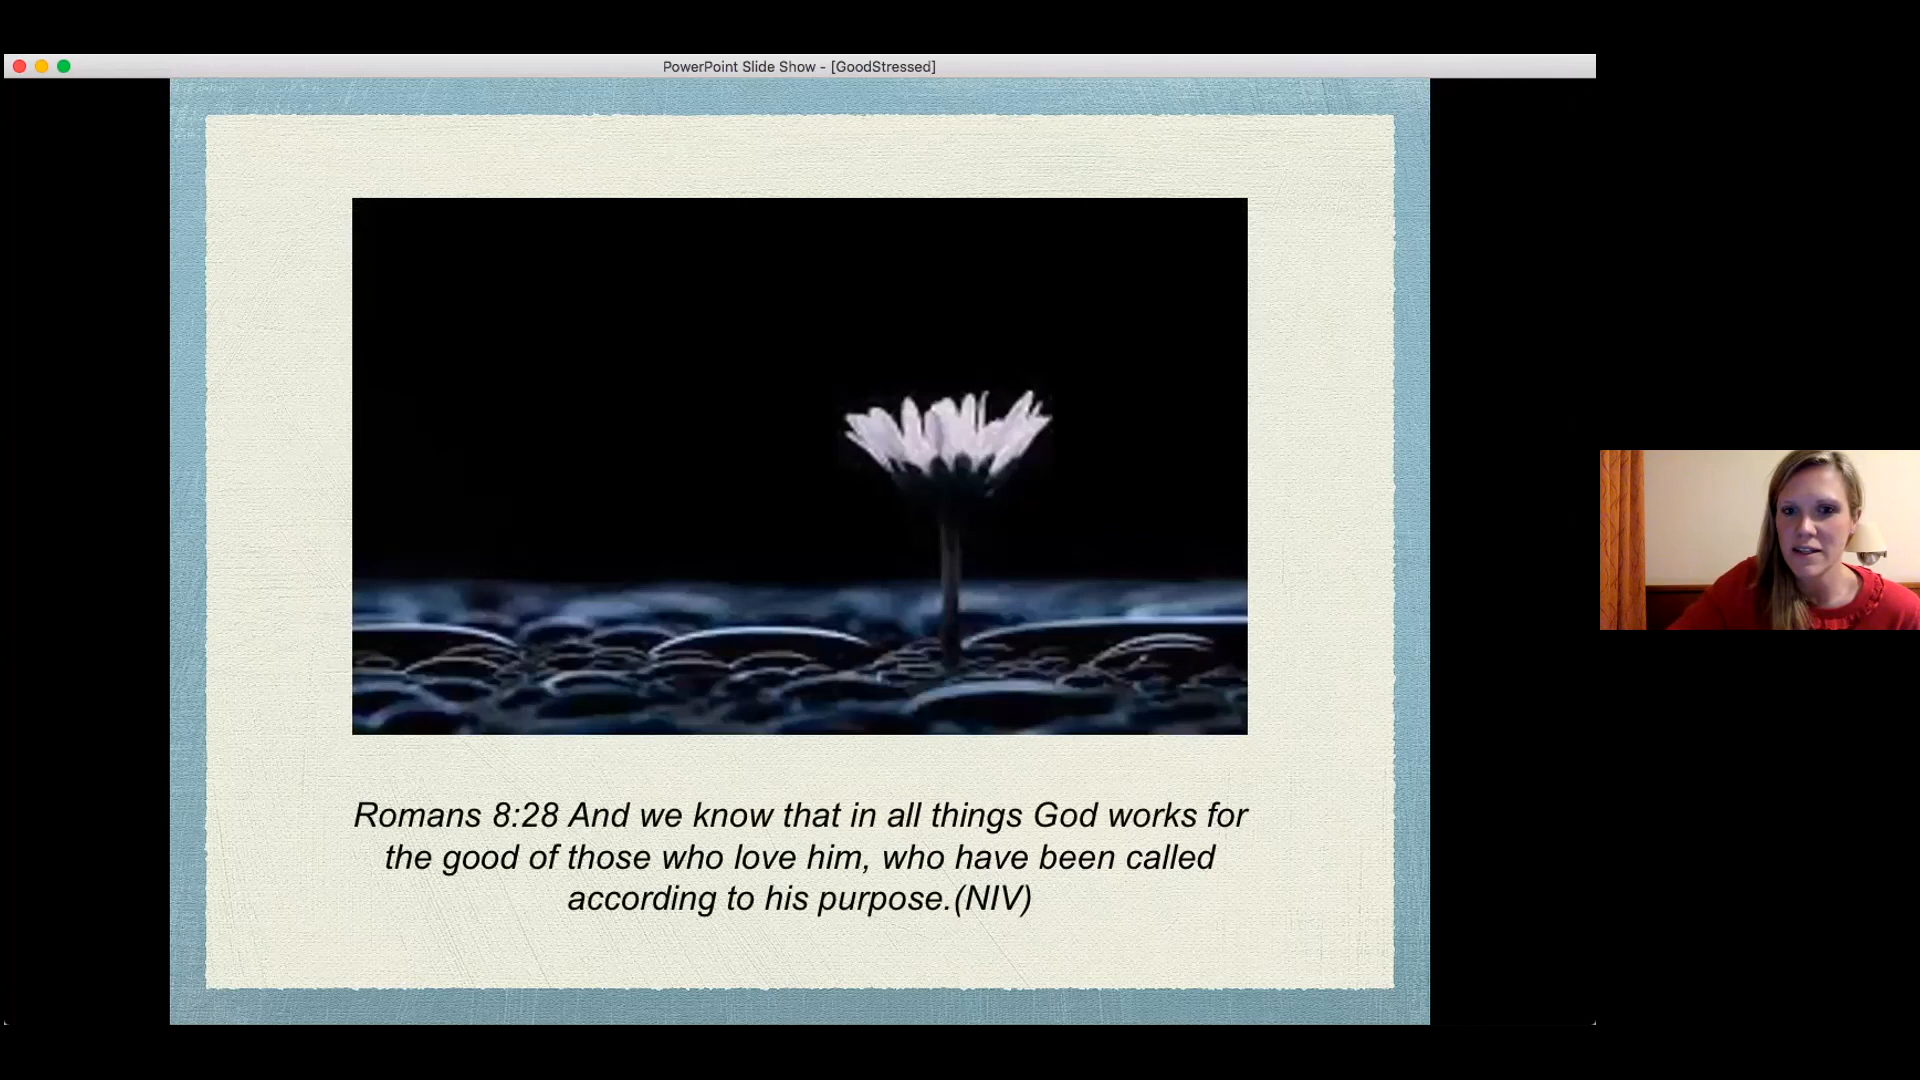 PowerPoint Slide Show - [GoodStressed]
Romans 8:28 And we know that in all things God works for
the good of those who love him, who have been called
according to his purpose.(NIV)